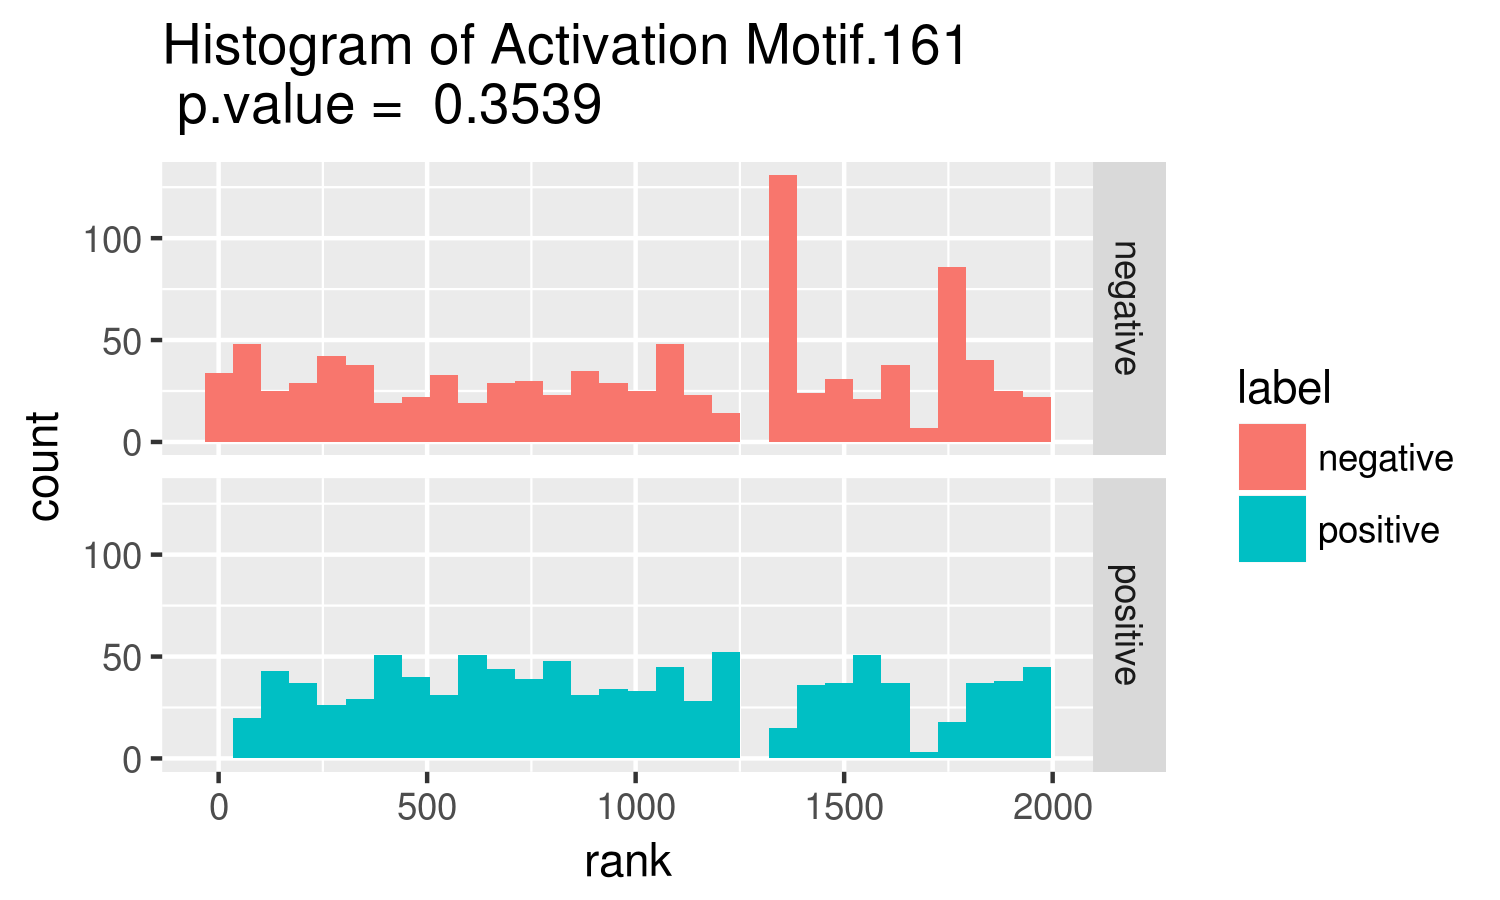 Histogram of Activation Motif.161
p.value = 0.3539
count
100
50
0
negative
100
50
0
positive
0 500 1000 1500 2000
rank
label
negative
positive